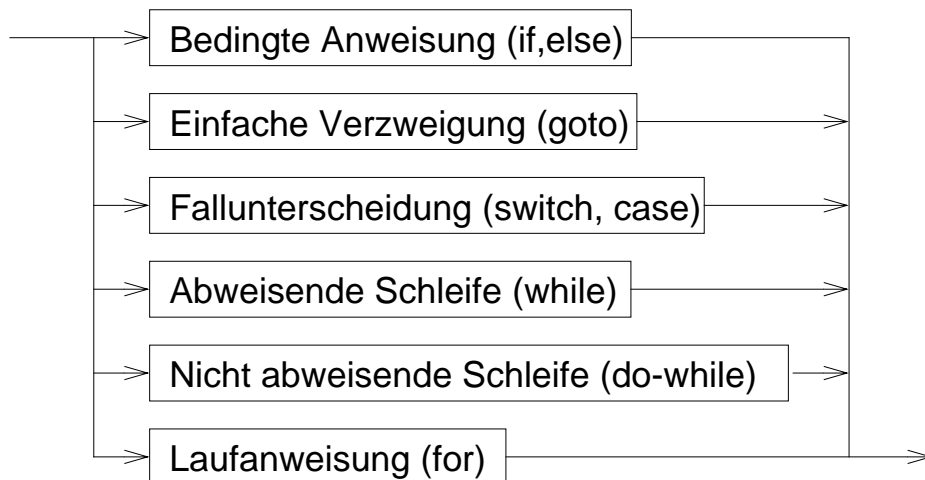 Bedingte Anweisung (if,else)
Einfache Verzweigung (goto)
Fallunterscheidung (switch, case)
Abweisende Schleife (while)
Nicht abweisende Schleife (do-while)
Laufanweisung (for)